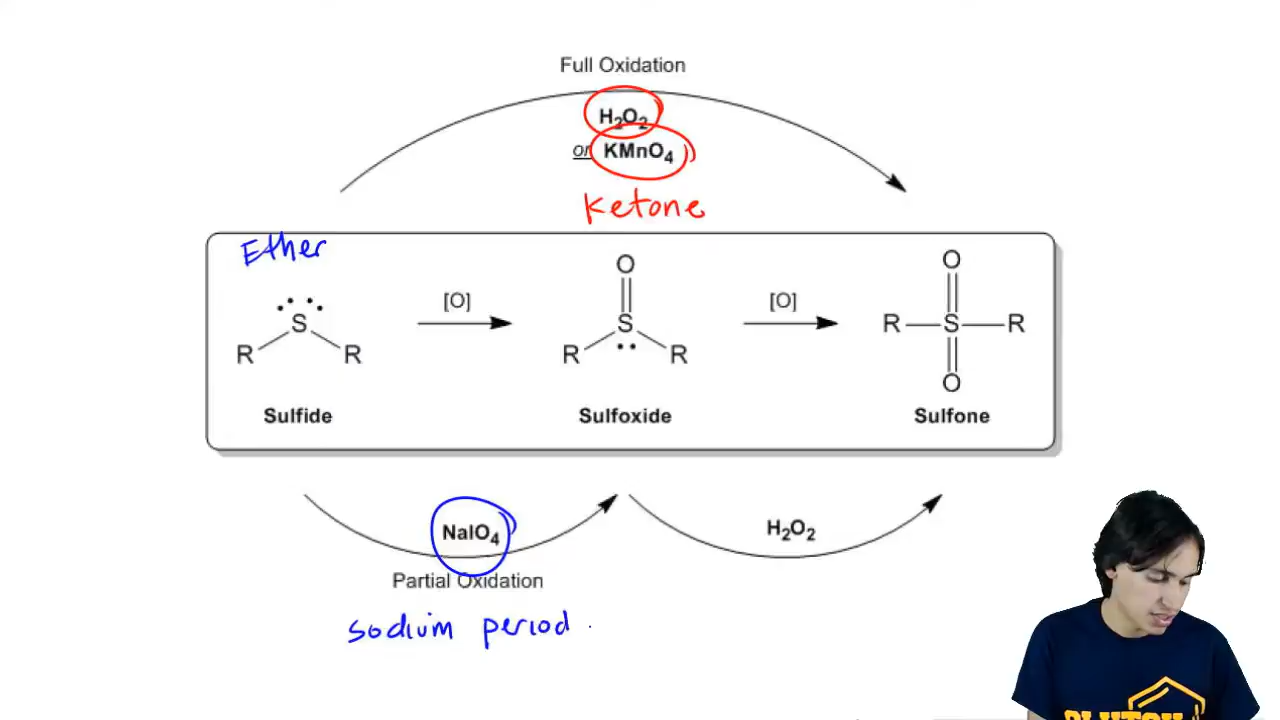 Full Oxidation
H2O2
or KMnO4
Ketone
Ether
[O] O [O] O
S S R S R
R R R R O
Sulfide Sulfoxide Sulfone
NaIO4 H2O2
Partial Oxidation
sodium period